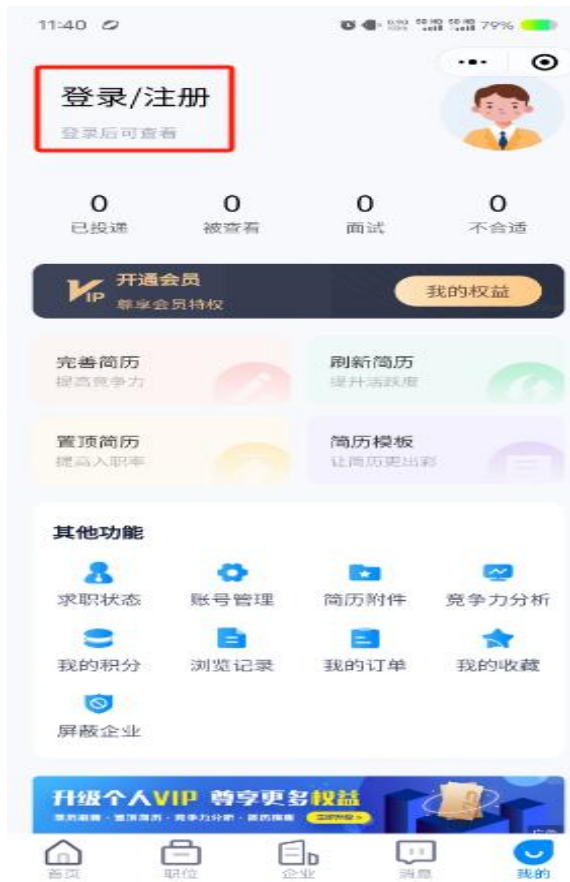 11:40
79%
登录/注册
登录后可查看
0 0 0 0
已投递 被查看 面试 不合适
VIP 开通会员
尊享会员特权
我的权益
完善简历 刷新简历
提高竞争力 提升活跃度
置顶简历 简历模板
提高入职率 让简历更出彩
其他功能
求职状态 账号管理 简历附件 竞争力分析
我的积分 浏览记录 我的订单 我的收藏
屏蔽企业
升级个人VIP 尊享更多权益
广告
首页 职位 企业 消息 我的